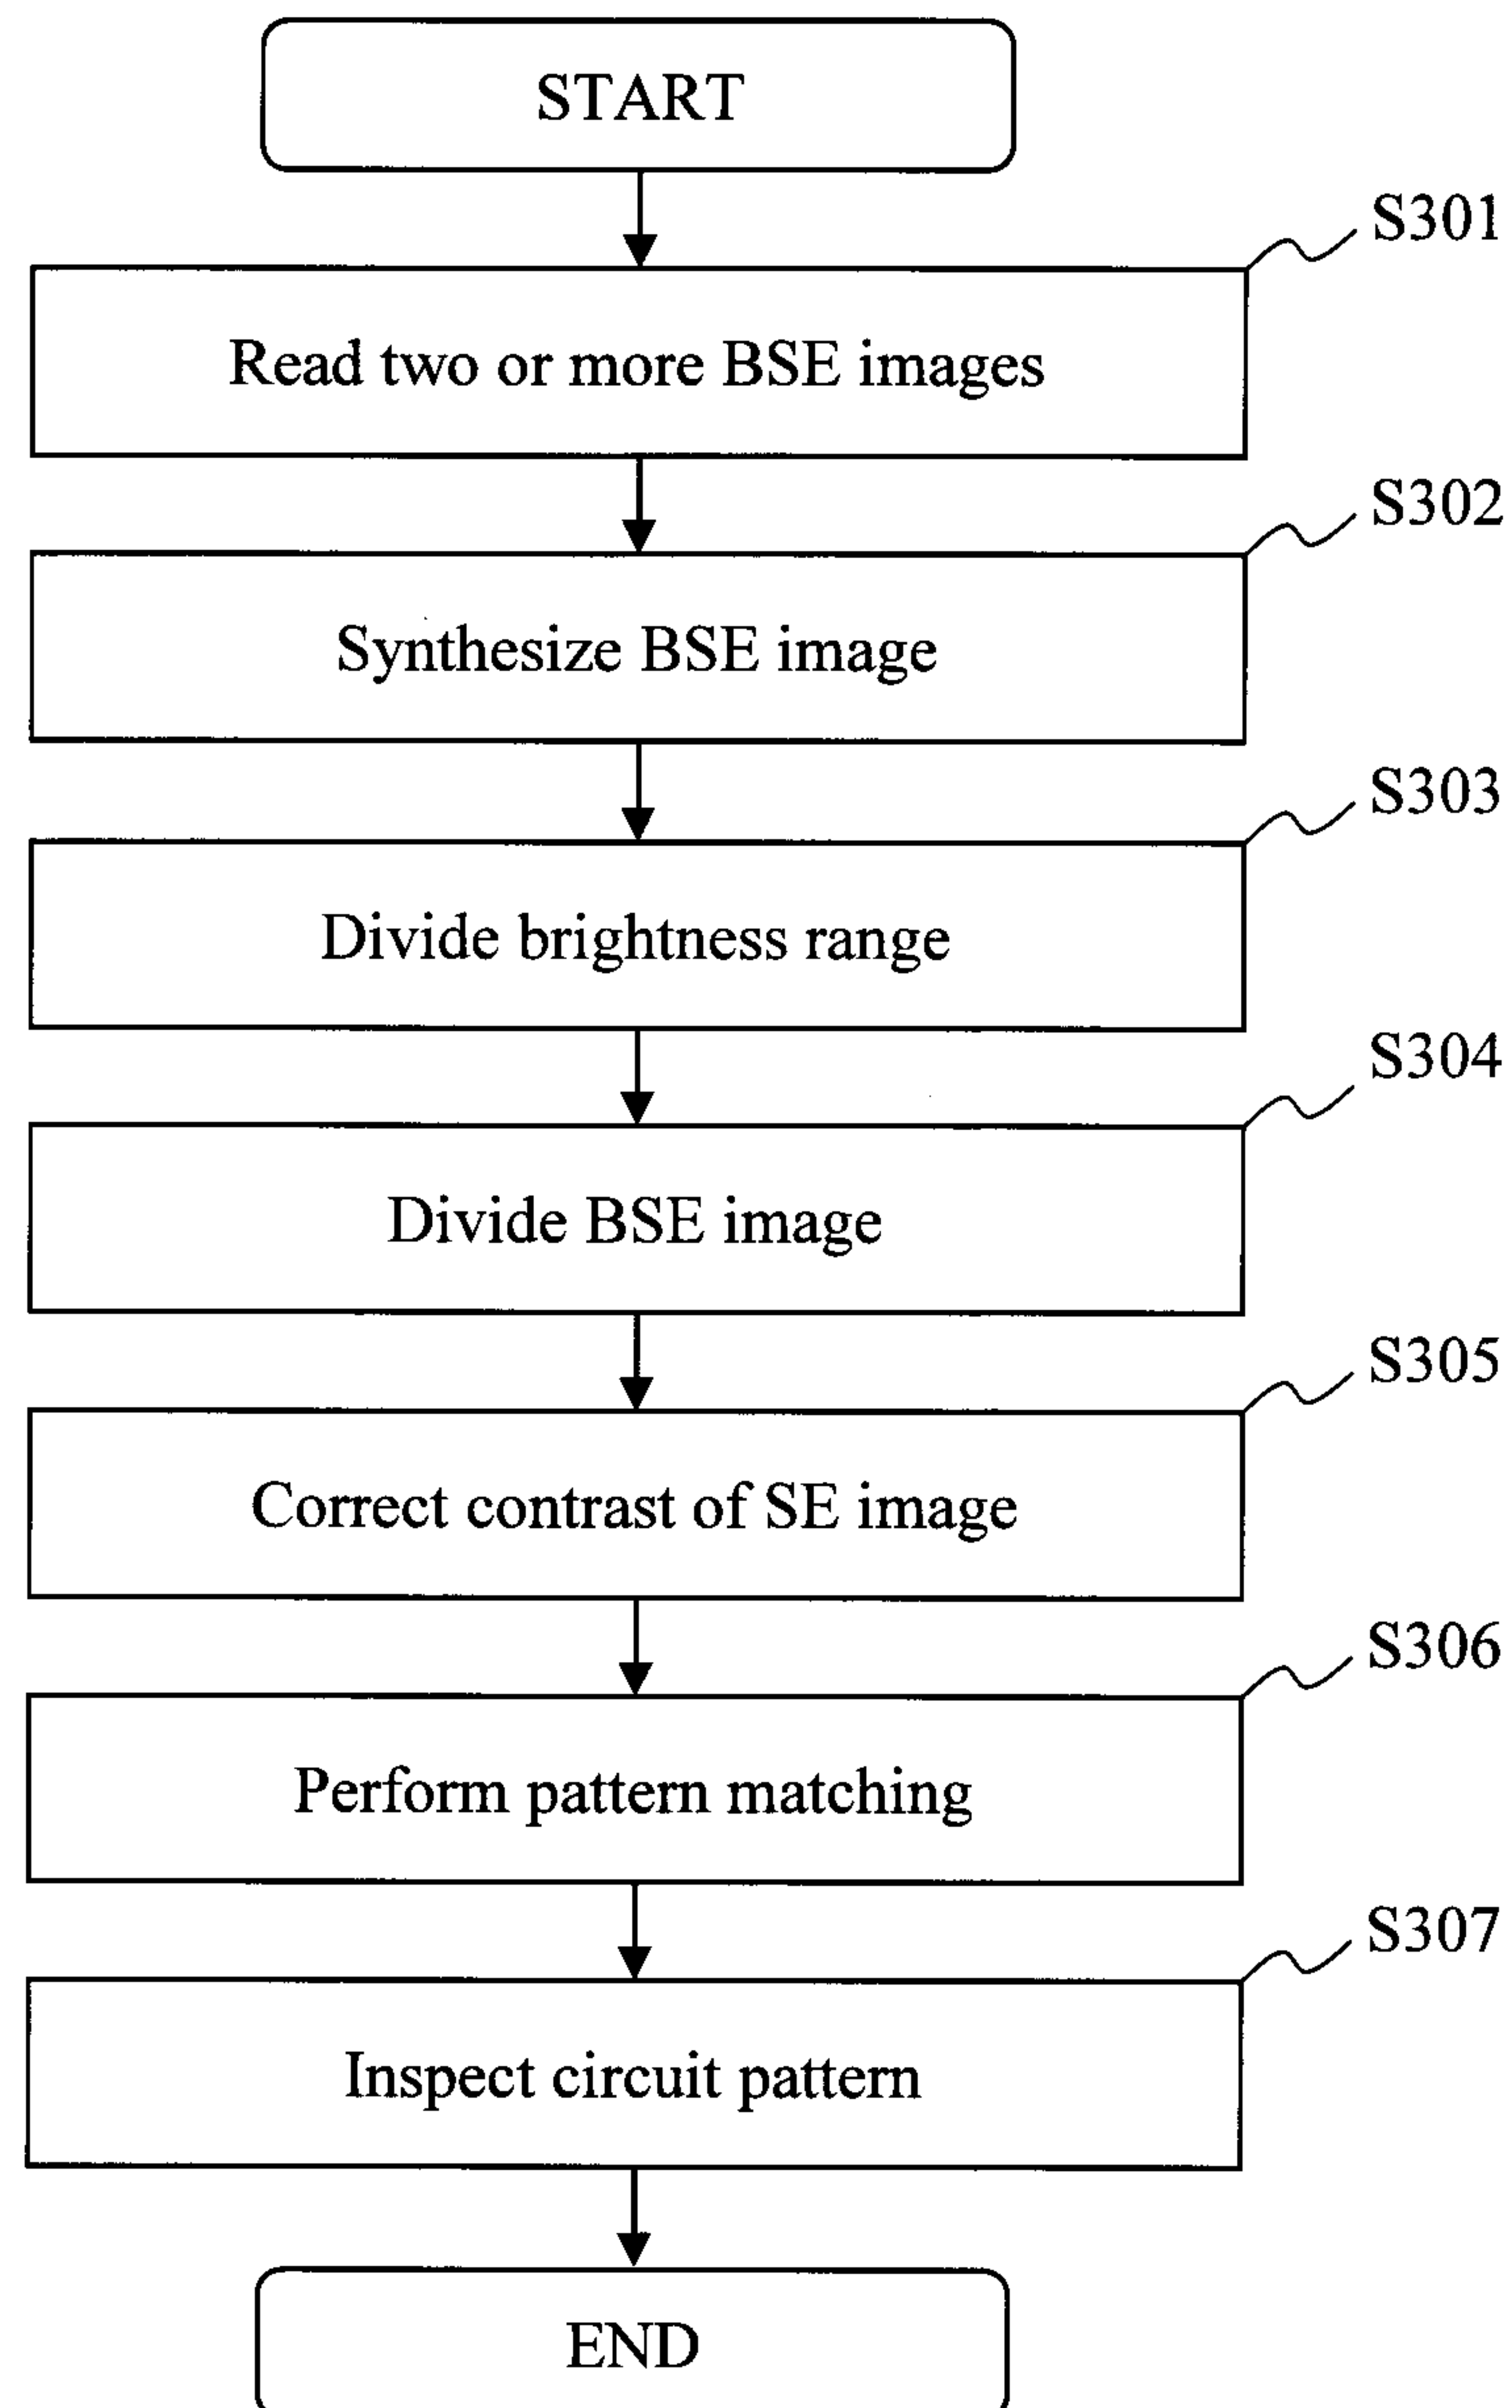 START
S301
Read two or more BSE images
S302
Synthesize BSE image
S303
Divide brightness range
S304
Divide BSE image
S305
Correct contrast of SE image
S306
Perform pattern matching
S307
Inspect circuit pattern
END